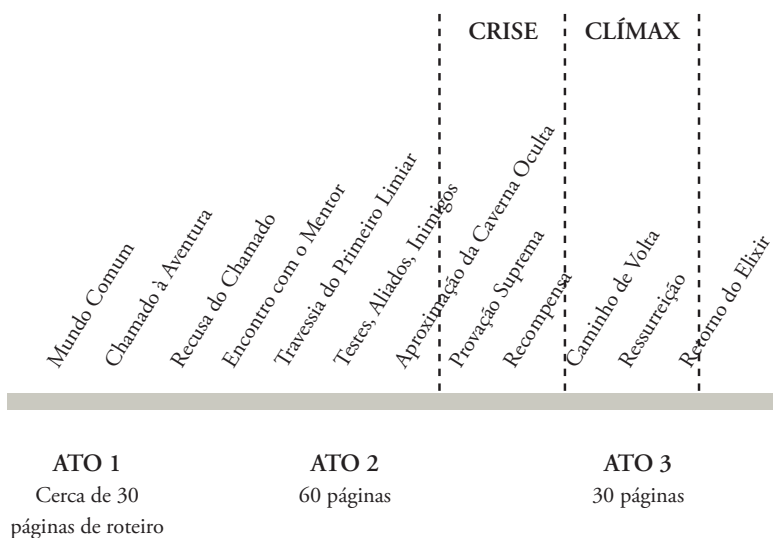 CRISE
CLÍMAX
Mundo Comum
Chamado à Aventura
Recusa do Chamado
Encontro com o Mentor
Travessia do Primeiro Limiar
Testes, Aliados, Inimigos
Aproximação da Caverna Oculta
Provação Suprema
Recompensa
Caminho de Volta
Ressurreição
Retorno do Elixir
ATO 1
Cerca de 30
páginas de roteiro
ATO 2
60 páginas
ATO 3
30 páginas